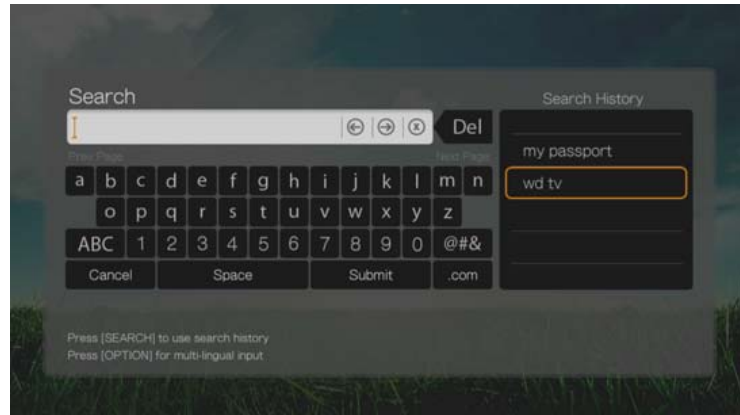 Search
Search History
Del
Prev Page
Next Page
my passport
wd tv
a b c d e f g h i j k l m n
o p q r s t u v w x y z
ABC 1 2 3 4 5 6 7 8 9 0 @#&
Cancel Space Submit .com
Press [SEARCH] to use search history
Press [OPTION] for multi-lingual input